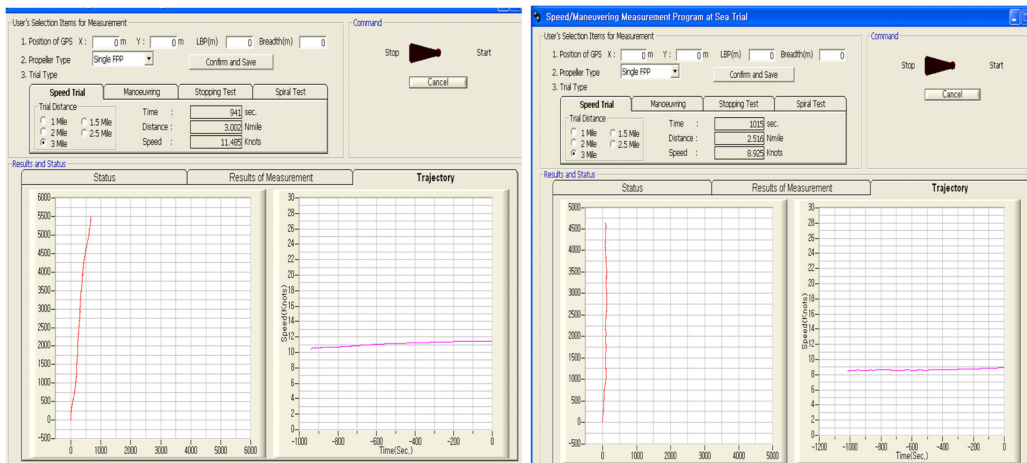 User's Selection Items for Measurement
1. Position of GPS X : 0 m Y : 0 m LBP(m) 0 Breadth(m) 0
2. Propeller Type Single FPP Confirm and Save
3. Trial Type
Speed Trial Manoeuvring Stopping Test Spiral Test
Trial Distance
1 Mile 1.5 Mile
2 Mile 2.5 Mile
3 Mile
Time : 941 sec.
Distance : 3.002 Nmile
Speed : 11.485 Knots
Command
Stop Start
Cancel
Results and Status
Status Results of Measurement Trajectory
6000
5500
5000
4500
4000
3500
3000
2500
2000
1500
1000
500
0
-500
0 1000 2000 3000 4000 5000 6000
30
28
26
24
22
20
18
16
14
12
10
8
6
4
2
0
Speed(Knots)
-1000 -800 -600 -400 -200 0
Time(Sec,)
Speed/Maneuvering Measurement Program at Sea Trial
User's Selection Items for Measurement
1. Position of GPS X : 0 m Y : 0 m LBP(m) 0 Breadth(m) 0
2. Propeller Type Single FPP Confirm and Save
3. Trial Type
Speed Trial Manoeuvring Stopping Test Spiral Test
Trial Distance
1 Mile 1.5 Mile
2 Mile 2.5 Mile
3 Mile
Time : 1015 sec.
Distance : 2.516 Nmile
Speed : 8.925 Knots
Command
Stop Start
Cancel
Results and Status
Status Results of Measurement Trajectory
5000
4500
4000
3500
3000
2500
2000
1500
1000
500
0
-500
0 1000 2000 3000 4000 5000
30
28
26
24
22
20
18
16
14
12
10
8
6
4
2
0
Speed(Knots)
-1200 -1000 -800 -600 -400 -200 0
Time(Sec,)